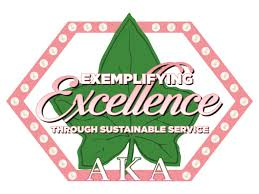 EXEMPLIFYING
Excellence
THROUGH SUSTAINABLE SERVICE
ΑΚΑ